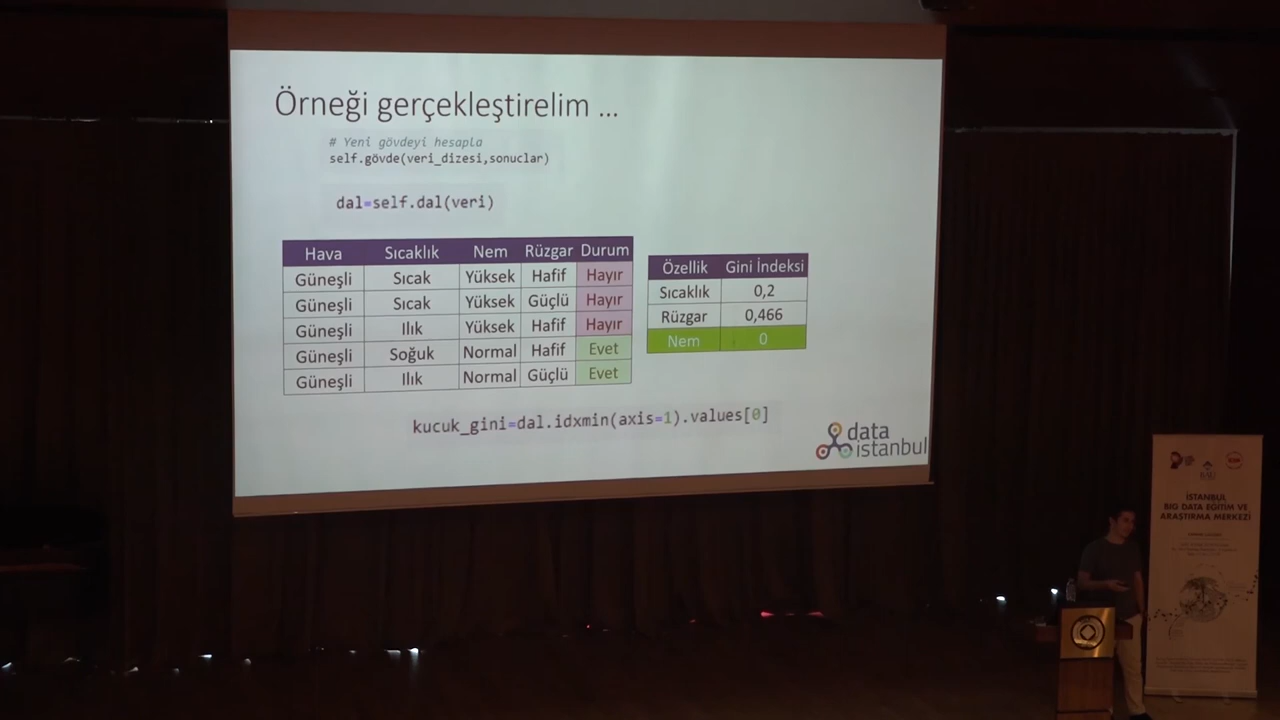 Örneği gerçekleştirelim ...
# Yeni gövdeyi hesapla
self.gövde(veri_dizesi,sonuclar)
dal=self.dal(veri)
Hava Sıcaklık Nem Rüzgar Durum
Güneşli Sıcak Yüksek Hafif Hayır
Güneşli Sıcak Yüksek Güçlü Hayır
Güneşli Ilık Yüksek Hafif Hayır
Güneşli Soğuk Normal Hafif Evet
Güneşli Ilık Normal Güçlü Evet
Özellik Gini İndeksi
Sıcaklık 0,2
Rüzgar 0,466
Nem 0
kucuk_gini=dal.idxmin(axis=1).values[0]
data
istanbul
İSTANBUL
BIG DATA EĞİTİM VE
ARAŞTIRMA MERKEZİ